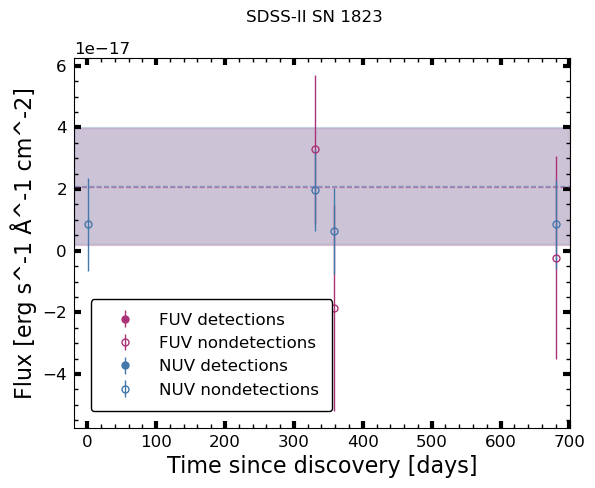 SDSS-II SN 1823
1e−17
6
4
2
0
−2
−4
Flux [erg s^-1 Å^-1 cm^-2]
FUV detections
FUV nondetections
NUV detections
NUV nondetections
0 100 200 300 400 500 600 700
Time since discovery [days]